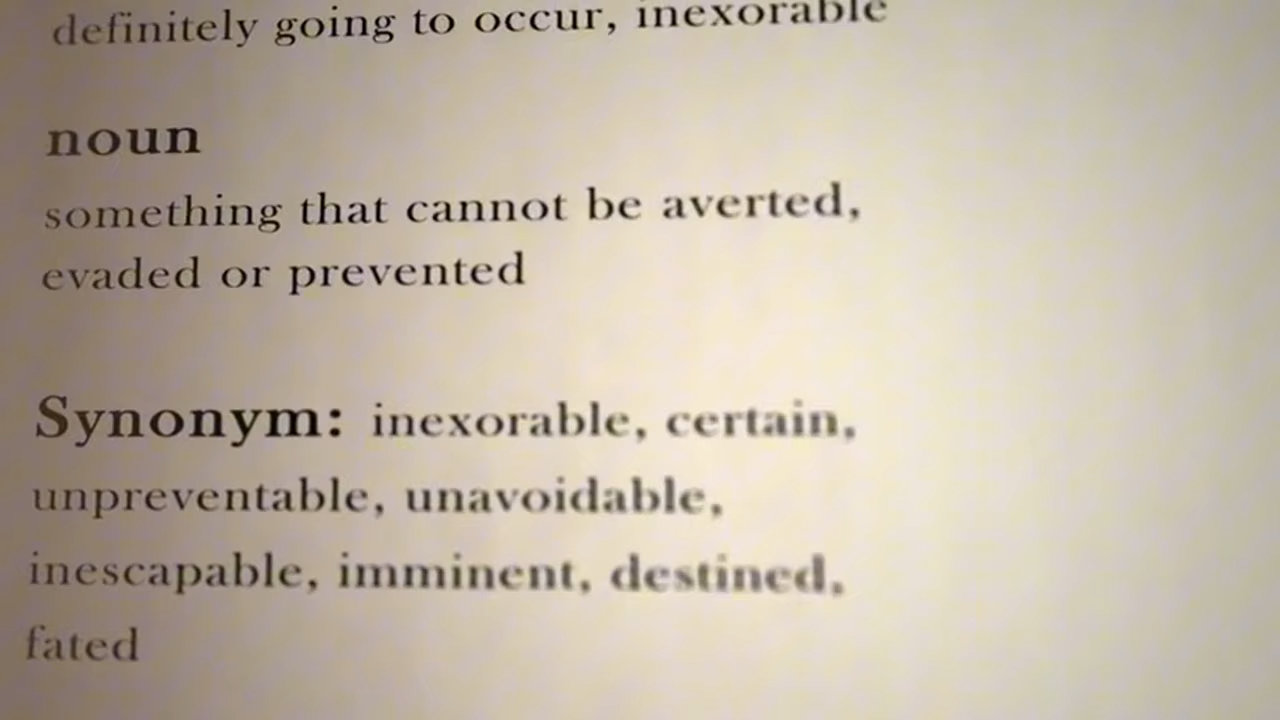 definitely going to occur, inexorable
noun
something that cannot be averted,
evaded or prevented
Synonym: inexorable, certain,
unpreventable, unavoidable,
inescapable, imminent, destined,
fated